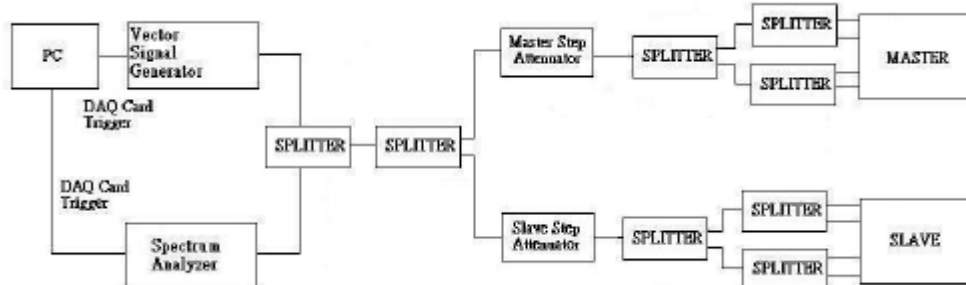 PC
Vector
Signal
Generator
DAQ Card
Trigger
DAQ Card
Trigger
Spectrum
Analyzer
SPLITTER
SPLITTER
Master Step
Attenuator
SPLITTER
SPLITTER
SPLITTER
MASTER
Slave Step
Attenuator
SPLITTER
SPLITTER
SPLITTER
SLAVE